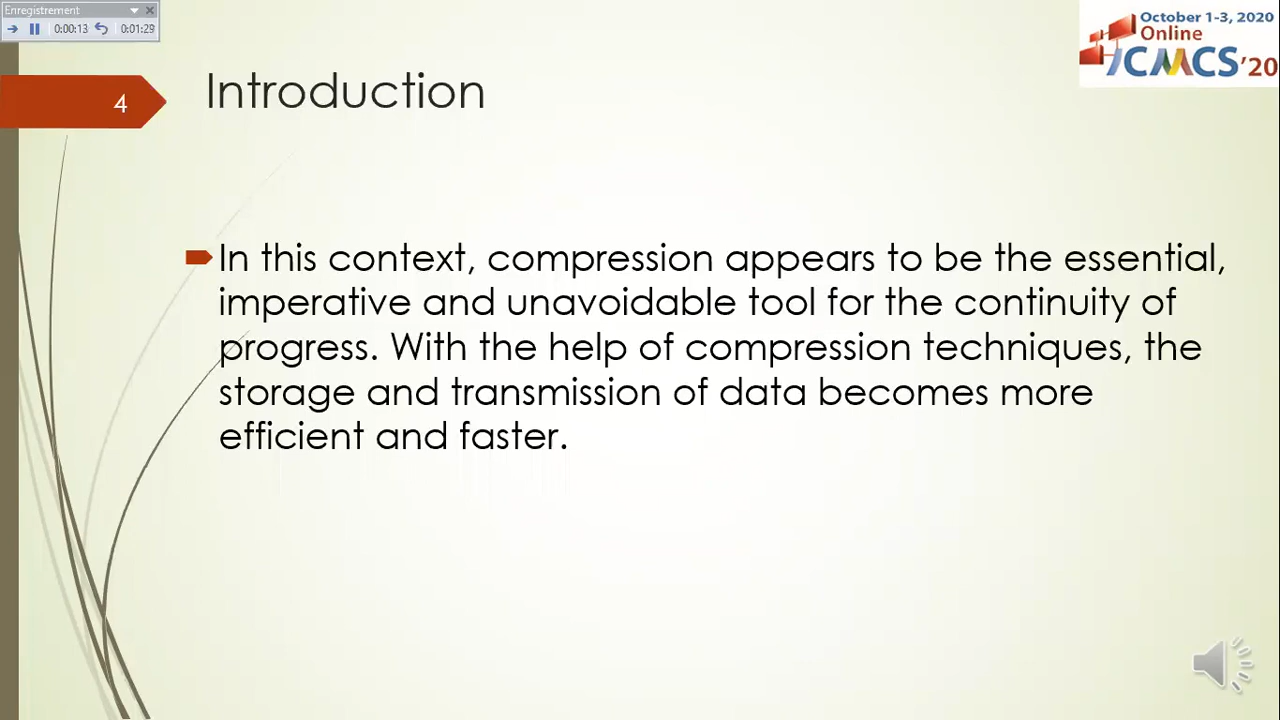 Enregistrement
0:00:13
0:01:29
October 1-3, 2020
Online
ICMCS'20
4
Introduction
In this context, compression appears to be the essential,
imperative and unavoidable tool for the continuity of
progress. With the help of compression techniques, the
storage and transmission of data becomes more
efficient and faster.